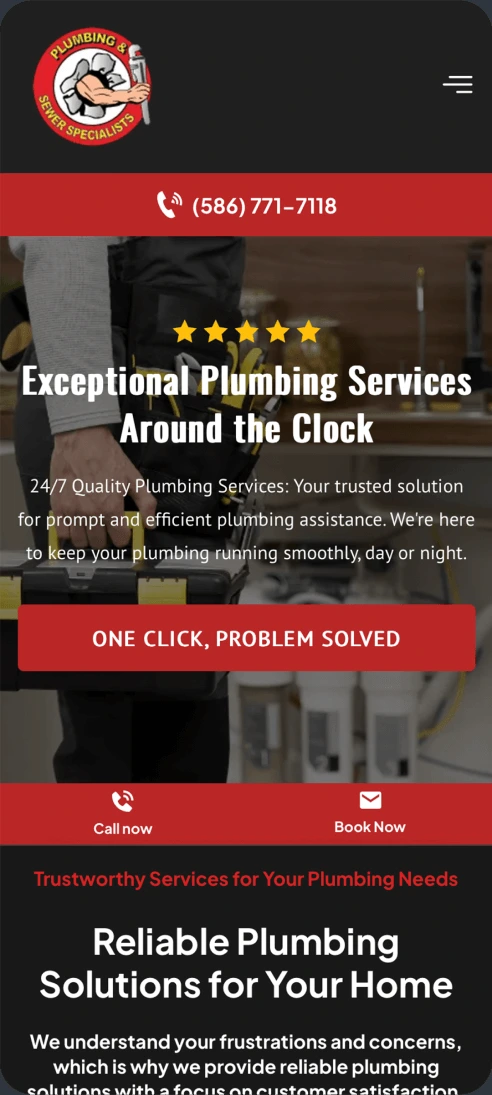 PLUMBING &
SEWER SPECIALISTS
(586) 771-7118
Exceptional Plumbing Services
Around the Clock
24/7 Quality Plumbing Services: Your trusted solution
for prompt and efficient plumbing assistance. We're here
to keep your plumbing running smoothly, day or night.
ONE CLICK, PROBLEM SOLVED
Call now
Book Now
Trustworthy Services for Your Plumbing Needs
Reliable Plumbing
Solutions for Your Home
We understand your frustrations and concerns,
which is why we provide reliable plumbing
solutions with a focus on customer satisfaction